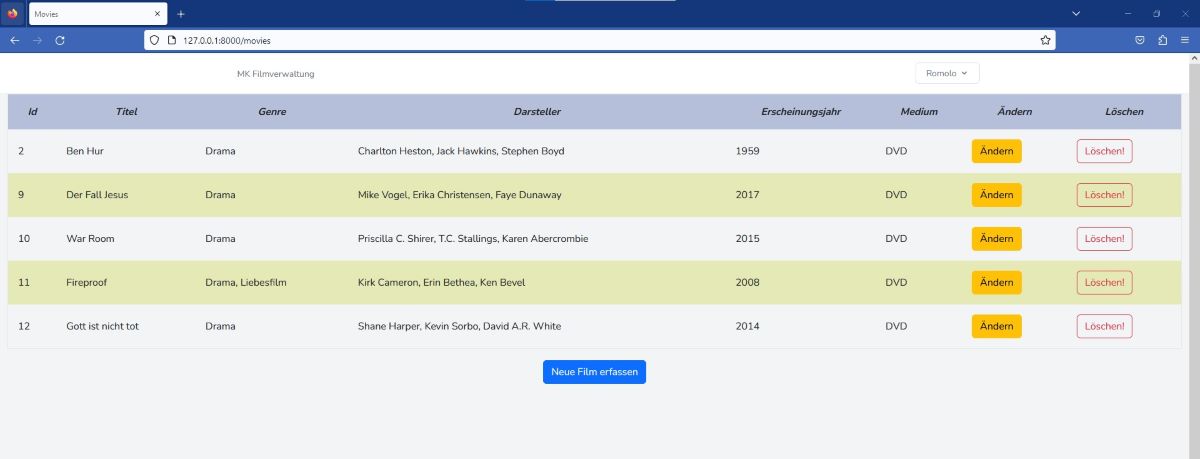 Movies
127.0.0.1:8000/movies
MK Filmverwaltung
Romolo
Id Titel Genre Darsteller Erscheinungsjahr Medium Ändern Löschen
2 Ben Hur Drama Charlton Heston, Jack Hawkins, Stephen Boyd 1959 DVD Ändern Löschen!
9 Der Fall Jesus Drama Mike Vogel, Erika Christensen, Faye Dunaway 2017 DVD Ändern Löschen!
10 War Room Drama Priscilla C. Shirer, T.C. Stallings, Karen Abercrombie 2015 DVD Ändern Löschen!
11 Fireproof Drama, Liebesfilm Kirk Cameron, Erin Bethea, Ken Bevel 2008 DVD Ändern Löschen!
12 Gott ist nicht tot Drama Shane Harper, Kevin Sorbo, David A.R. White 2014 DVD Ändern Löschen!
Neue Film erfassen